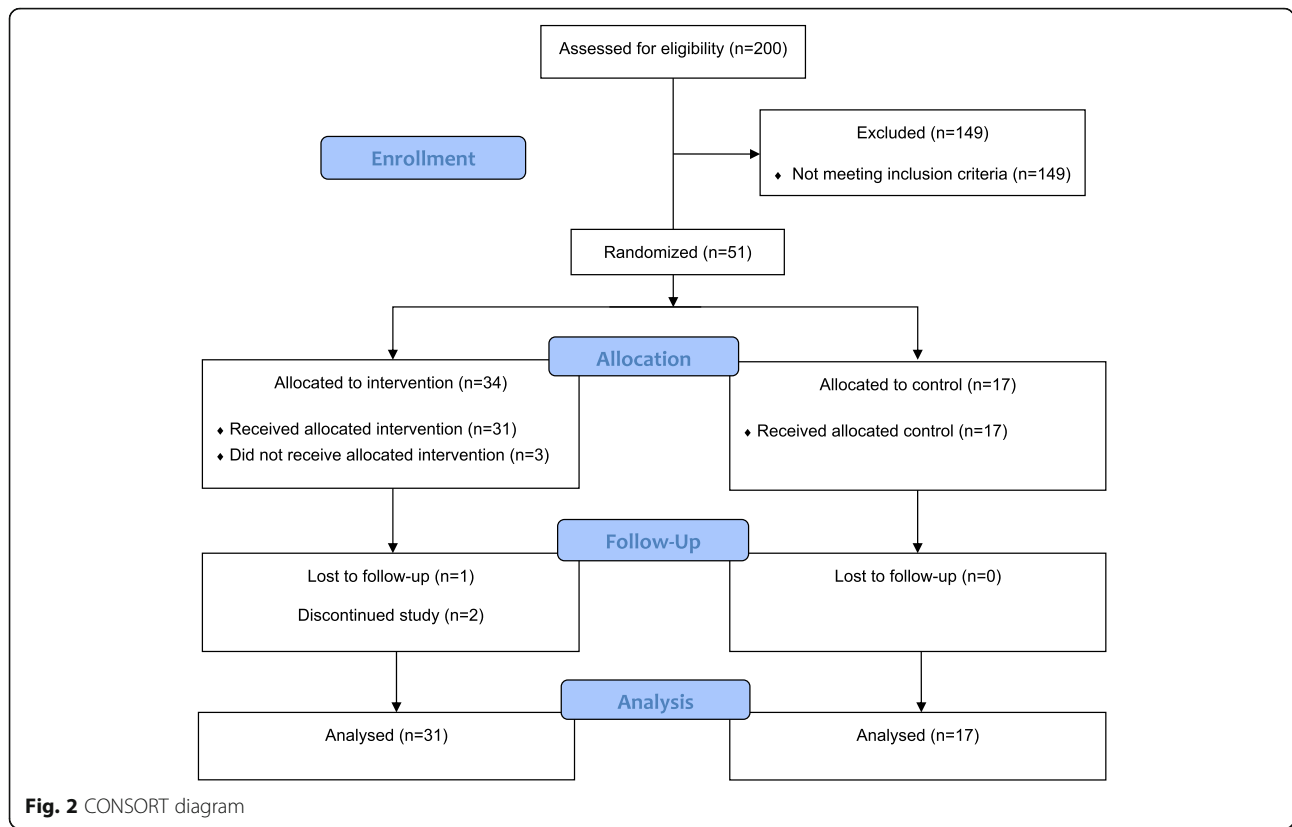 Assessed for eligibility (n=200)
Excluded (n=149)
♦ Not meeting inclusion criteria (n=149)
Enrollment
Randomized (n=51)
Allocation
Allocated to intervention (n=34)
♦ Received allocated intervention (n=31)
♦ Did not receive allocated intervention (n=3)
Allocated to control (n=17)
♦ Received allocated control (n=17)
Follow-Up
Lost to follow-up (n=1)
Discontinued study (n=2)
Lost to follow-up (n=0)
Analysis
Analysed (n=31)
Analysed (n=17)
Fig. 2 CONSORT diagram